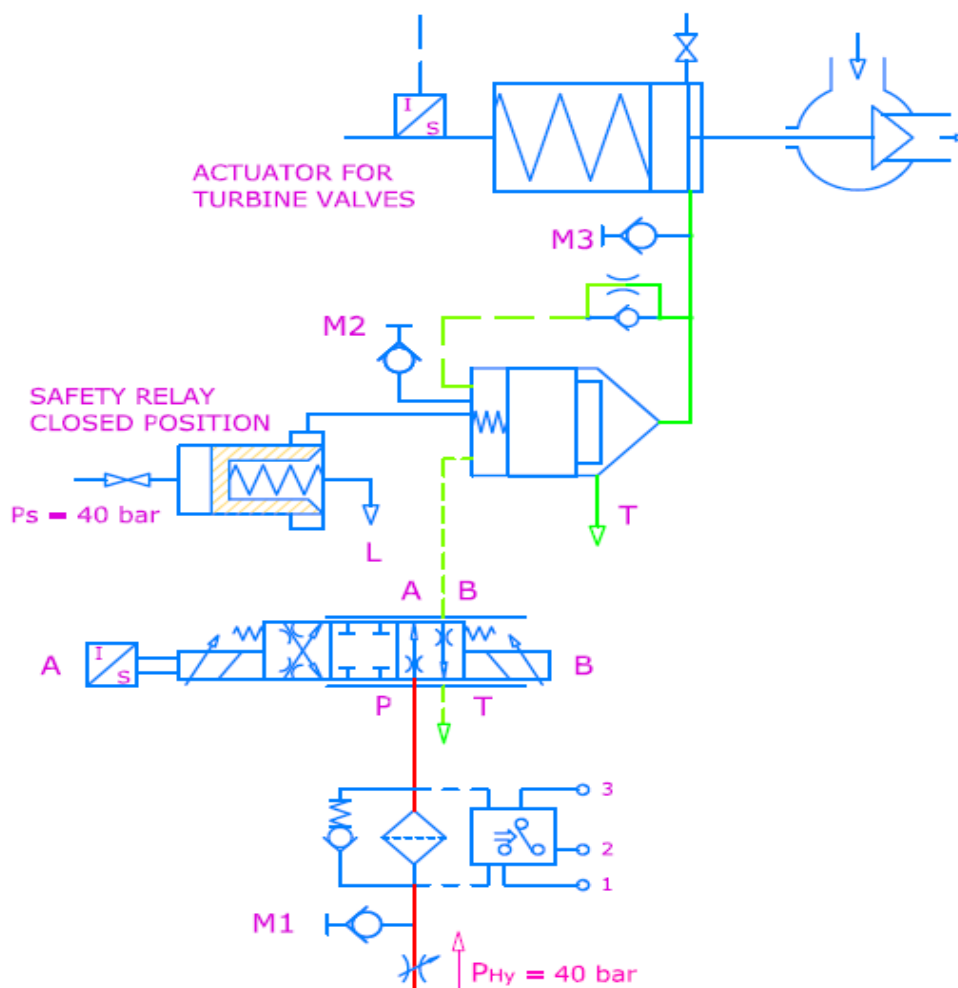 I
S
ACTUATOR FOR
TURBINE VALVES
M3
M2
SAFETY RELAY
CLOSED POSITION
Ps = 40 bar
L
T
A B
A
I
S
B
P T
3
2
1
M1
PHy = 40 bar